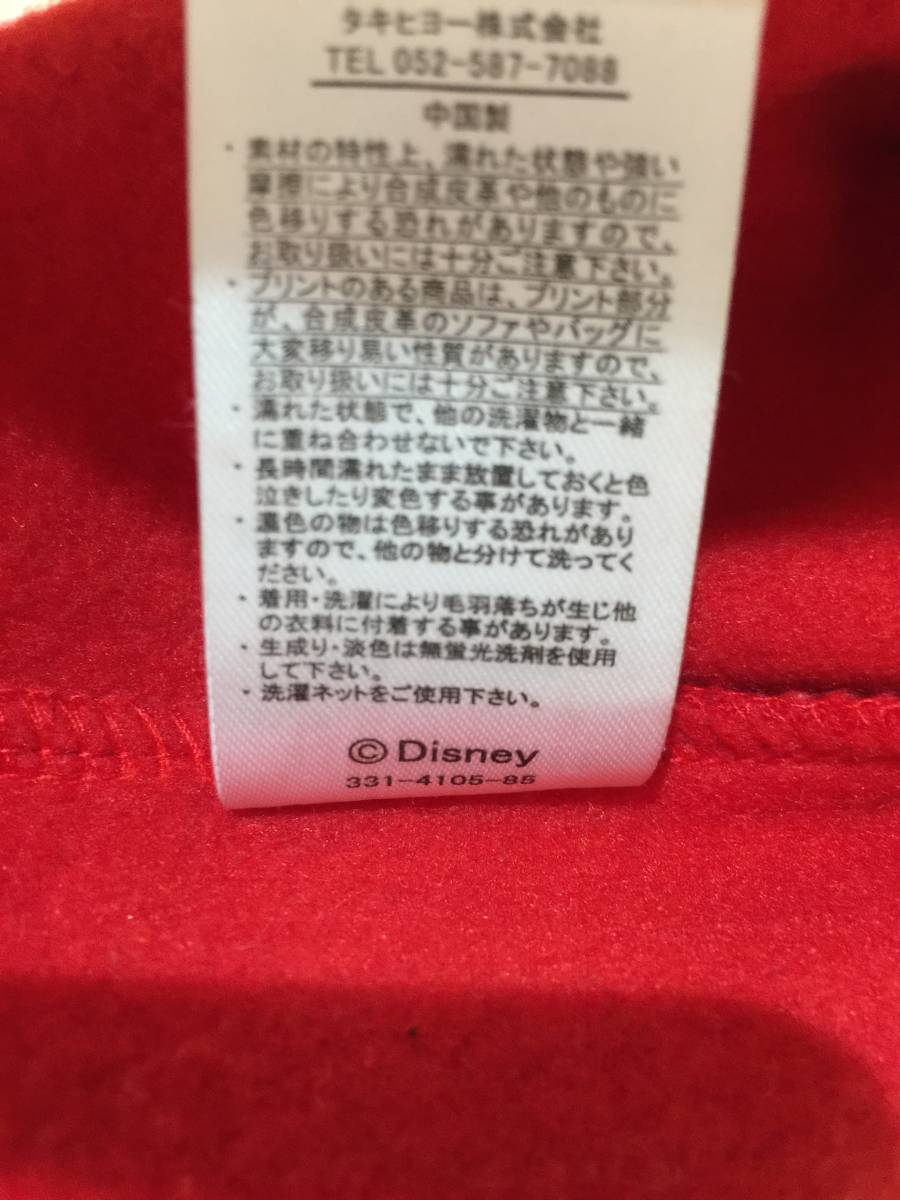 タキヒヨー株式会社
TEL 052-587-7088
中国製
・素材の特性上、濡れた状態や強い
摩擦により合成皮革や他のものに
色移りする恐れがありますので、
お取り扱いには十分ご注意下さい。
・プリントのある商品は、プリント部分
が、合成皮革のソファやバッグに
大変移り易い性質がありますので、
お取り扱いには十分ご注意下さい。
・濡れた状態で、他の洗濯物と一緒
に重ね合わせないで下さい。
・長時間濡れたまま放置しておくと色
泣きしたり変色する事があります。
・濃色の物は色移りする恐れがあり
ますので、他の物と分けて洗ってく
ださい。
・着用・洗濯により毛羽落ちが生じ他
の衣料に付着する事があります。
・生成り・淡色は無蛍光洗剤を使用
して下さい。
・洗濯ネットをご使用下さい。
© Disney
331-4105-85